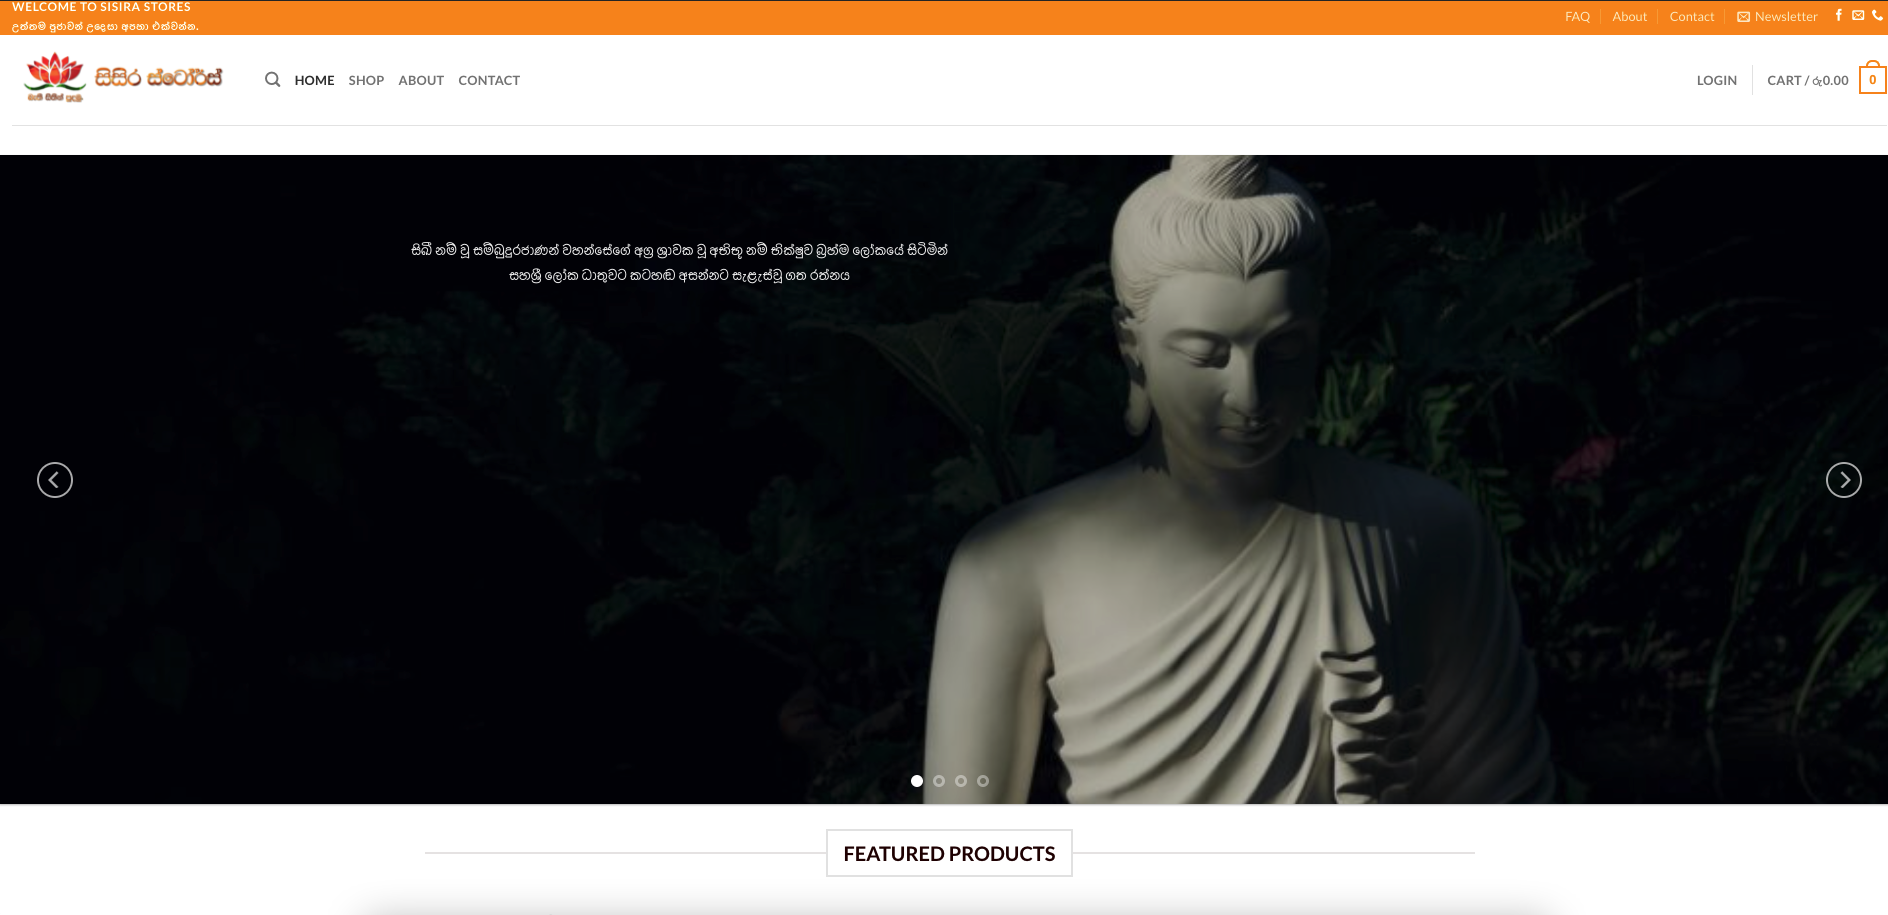 WELCOME TO SISIRA STORES
උත්තම පූජාවන් උදෙසා අපහා එක්වන්න.
FAQ
About
Contact
Newsletter
සිසිර ස්ටෝර්ස්
HOME
SHOP
ABOUT
CONTACT
LOGIN
CART / රු0.00
0
සිඛී නම් වූ සම්බුදුරජාණන් වහන්සේගේ අග්‍ර ශ්‍රාවක වූ අභිභූ නම් භික්ෂුව බ්‍රහ්ම ලෝකයේ සිටිමින්
සහශ්‍රී ලෝක ධාතුවට කටහඬ අසන්නට සැළැස්වූ ගත රත්නය
FEATURED PRODUCTS